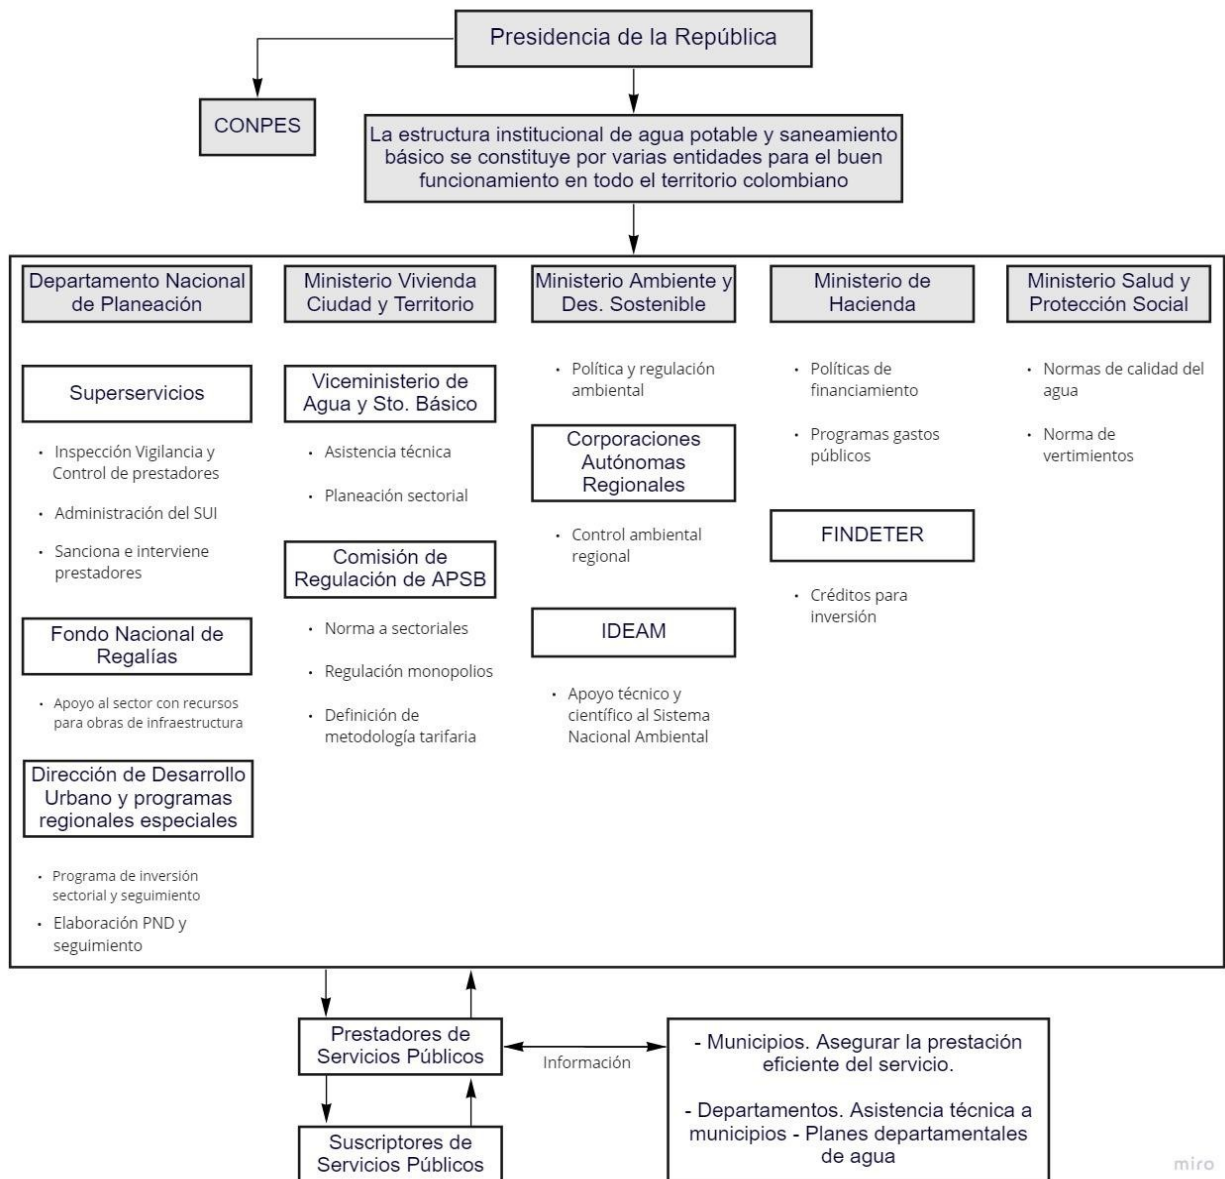 Presidencia de la República
CONPES
La estructura institucional de agua potable y saneamiento
básico se constituye por varias entidades para el buen
funcionamiento en todo el territorio colombiano
Departamento Nacional
de Planeación
Superservicios
• Inspección Vigilancia y
Control de prestadores
• Administración del SUI
• Sanciona e interviene
prestadores
Fondo Nacional de
Regalías
• Apoyo al sector con recursos
para obras de infraestructura
Dirección de Desarrollo
Urbano y programas
regionales especiales
• Programa de inversión
sectorial y seguimiento
• Elaboración PND y
seguimiento
Ministerio Vivienda
Ciudad y Territorio
Viceministerio de
Agua y Sto. Básico
• Asistencia técnica
• Planeación sectorial
Comisión de
Regulación de APSB
• Norma a sectoriales
• Regulación monopolios
• Definición de
metodología tarifaria
Ministerio Ambiente y
Des. Sostenible
• Política y regulación
ambiental
Corporaciones
Autónomas
Regionales
• Control ambiental
regional
IDEAM
• Apoyo técnico y
científico al Sistema
Nacional Ambiental
Ministerio de
Hacienda
• Políticas de
financiamiento
• Programas gastos
públicos
FINDETER
• Créditos para
inversión
Ministerio Salud y
Protección Social
• Normas de calidad del
agua
• Norma de
vertimientos
Prestadores de
Servicios Públicos
Información
- Municipios. Asegurar la prestación
eficiente del servicio.
- Departamentos. Asistencia técnica a
municipios - Planes departamentales
de agua
Suscriptores de
Servicios Públicos
miro